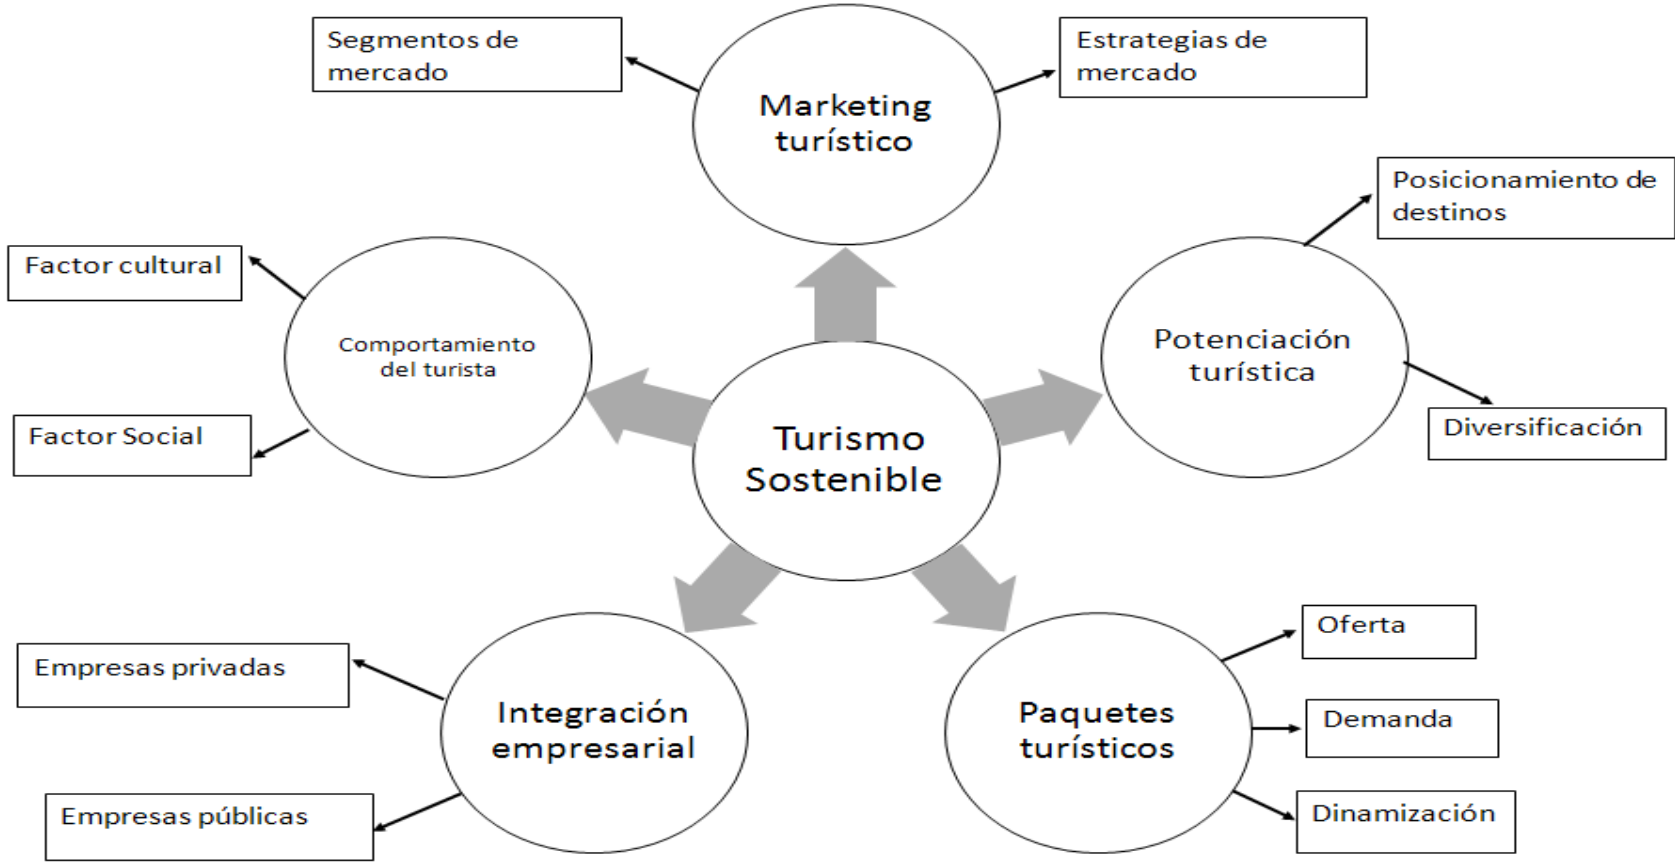 Segmentos de
mercado
Estrategias de
mercado
Marketing
turístico
Posicionamiento de
destinos
Factor cultural
Comportamiento
del turista
Potenciación
turística
Factor Social
Diversificación
Turismo
Sostenible
Empresas privadas
Oferta
Integración
empresarial
Paquetes
turísticos
Demanda
Empresas públicas
Dinamización